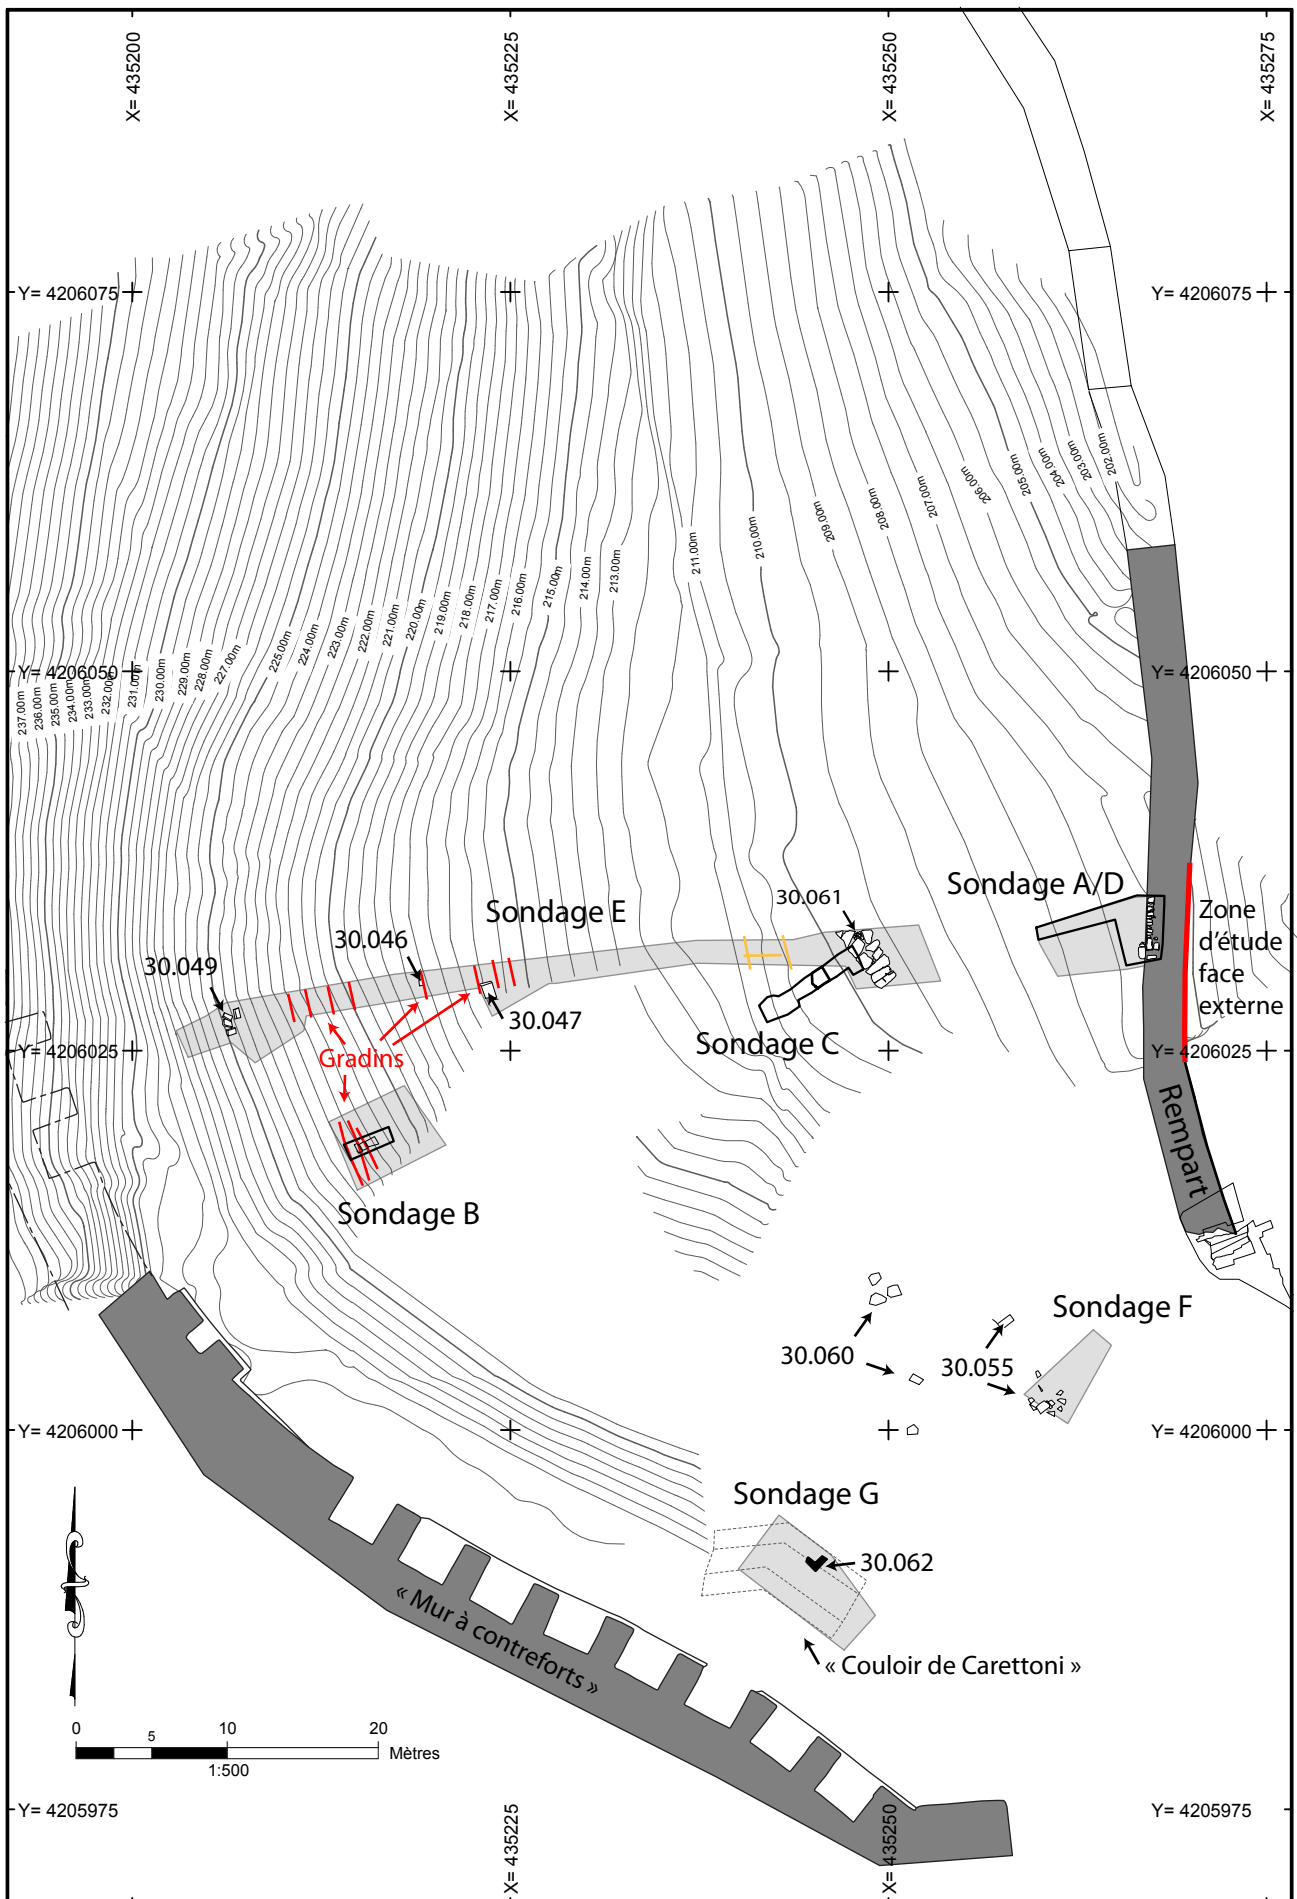 X= 435200
X= 435225
X= 435250
X= 435275
Y= 4206075
Y= 4206075
202.00m
203.00m
204.00m
205.00m
206.00m
207.00m
208.00m
209.00m
210.00m
211.00m
213.00m
214.00m
215.00m
216.00m
217.00m
218.00m
219.00m
220.00m
221.00m
222.00m
223.00m
224.00m
225.00m
227.00m
228.00m
229.00m
230.00m
231.00m
232.00m
233.00m
234.00m
235.00m
236.00m
237.00m
Y= 4206050
Y= 4206050
Sondage A/D
30.061
Sondage E
Zone
d'étude
face
externe
30.046
30.049
30.047
Sondage C
Gradins
Y= 4206025
Y= 4206025
Rempart
Sondage B
Sondage F
30.060
30.055
Y= 4206000
Y= 4206000
Sondage G
30.062
« Mur à contreforts »
« Couloir de Carettoni »
0 5 10 20
Mètres
1:500
Y= 4205975
Y= 4205975
X= 435225
X= 435250